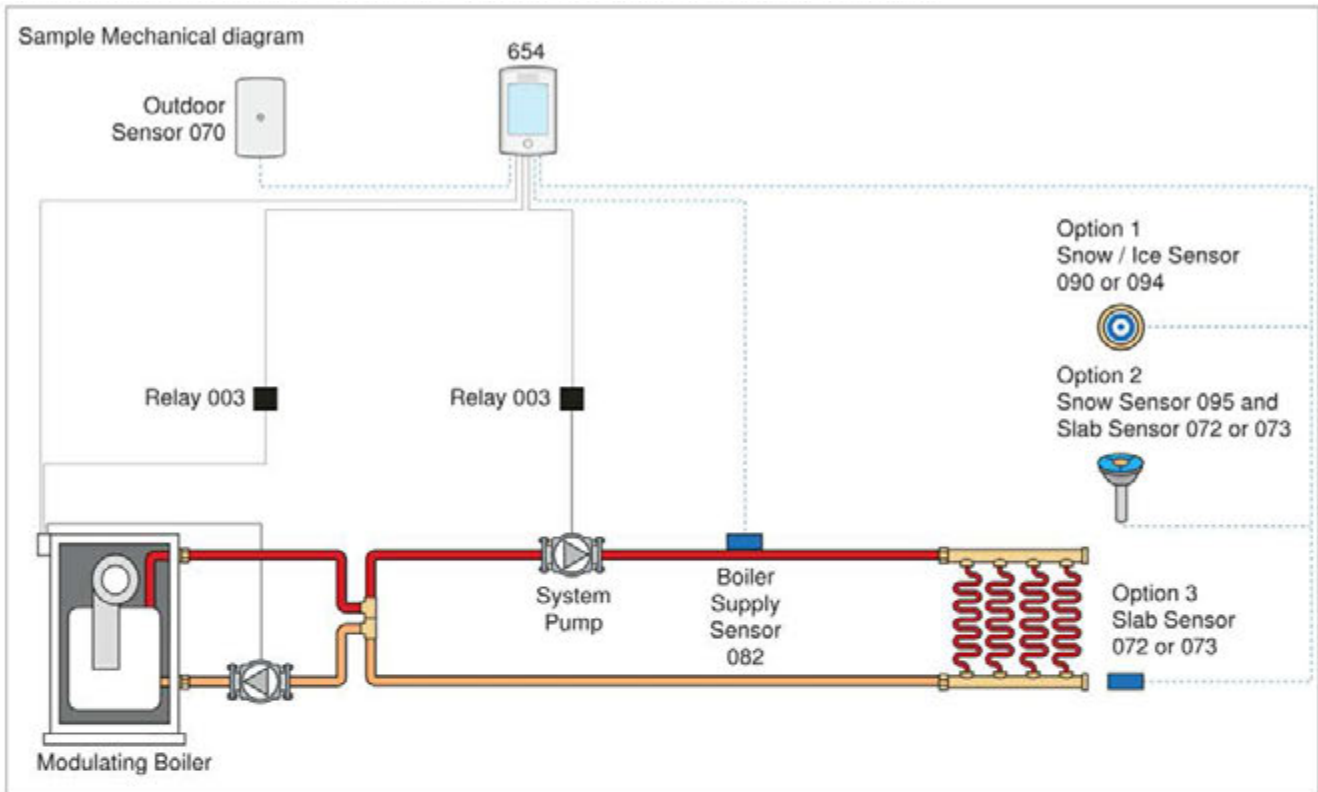 Sample Mechanical diagram
654
Outdoor
Sensor 070
Option 1
Snow / Ice Sensor
090 or 094
Option 2
Snow Sensor 095 and
Slab Sensor 072 or 073
Relay 003
Relay 003
System
Pump
Boiler
Supply
Sensor
082
Option 3
Slab Sensor
072 or 073
Modulating Boiler